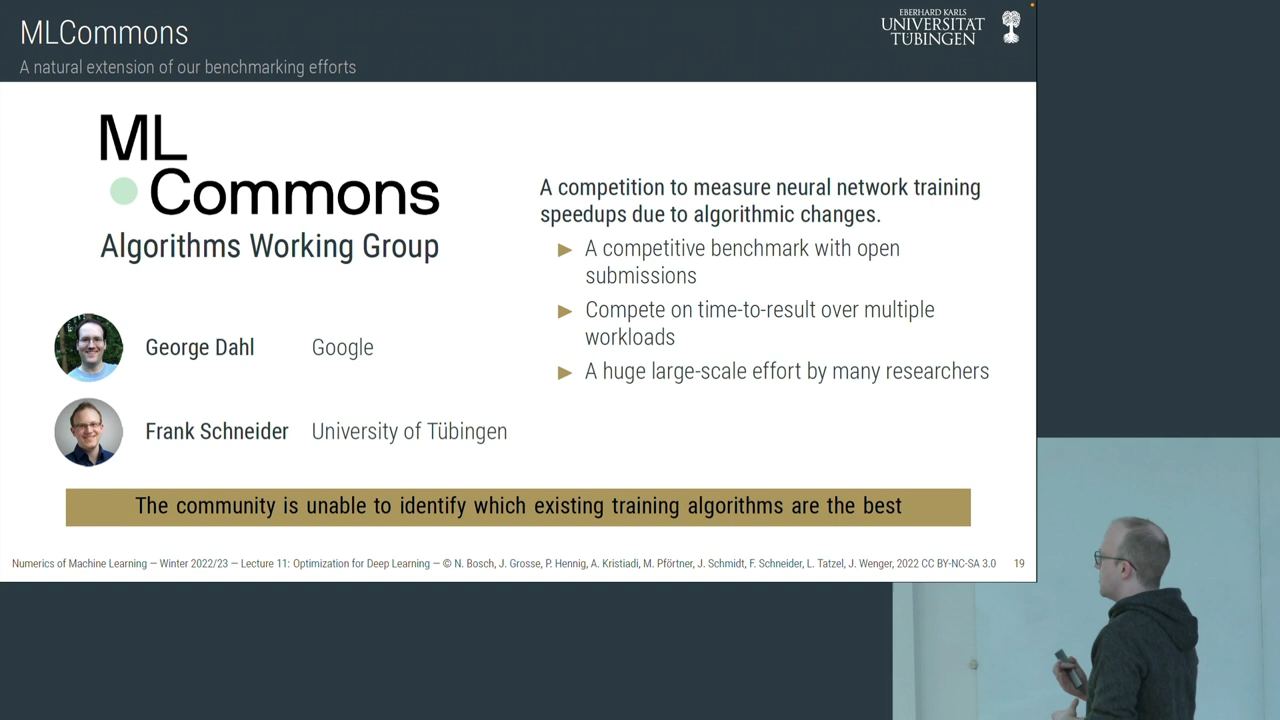 MLCommons
A natural extension of our benchmarking efforts
EBERHARD KARLS
UNIVERSITÄT
TÜBINGEN
ML
Commons
Algorithms Working Group
George Dahl Google
Frank Schneider University of Tübingen
A competition to measure neural network training
speedups due to algorithmic changes.
A competitive benchmark with open
submissions
Compete on time-to-result over multiple
workloads
A huge large-scale effort by many researchers
The community is unable to identify which existing training algorithms are the best
Numerics of Machine Learning — Winter 2022/23 — Lecture 11: Optimization for Deep Learning — © N. Bosch, J. Grosse, P. Hennig, A. Kristiadi, M. Pförtner, J. Schmidt, F. Schneider, L. Tatzel, J. Wenger, 2022 CC BY-NC-SA 3.0 19